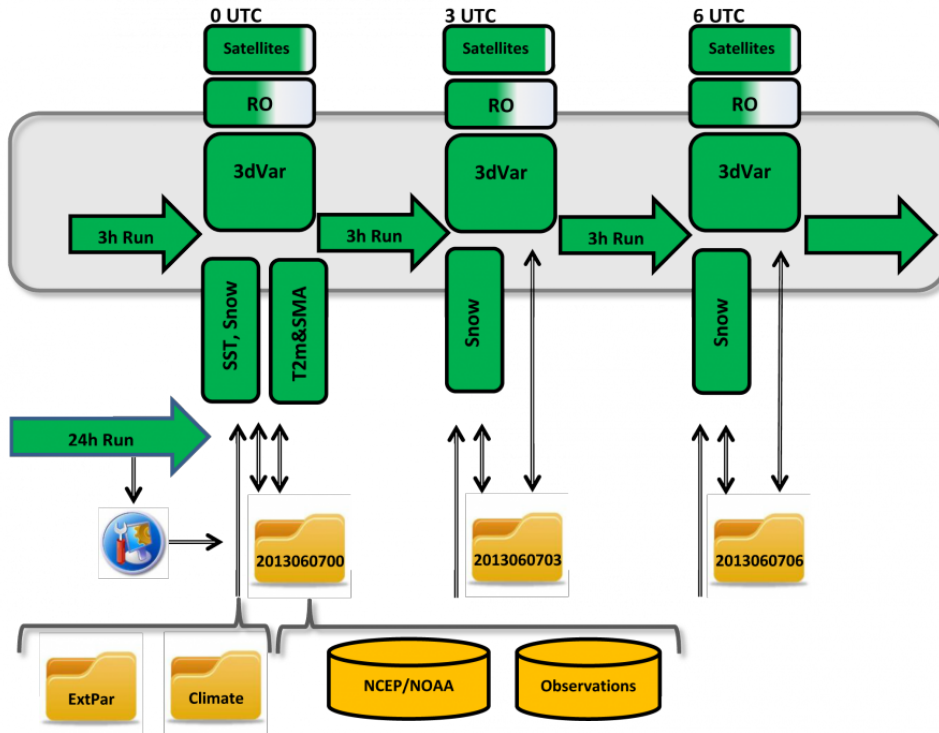 0 UTC
3 UTC
6 UTC
Satellites
Satellites
Satellites
RO
RO
RO
3dVar
3dVar
3dVar
3h Run
3h Run
3h Run
SST, Snow
T2m&SMA
Snow
Snow
24h Run
2013060700
2013060703
2013060706
ExtPar
Climate
NCEP/NOAA
Observations